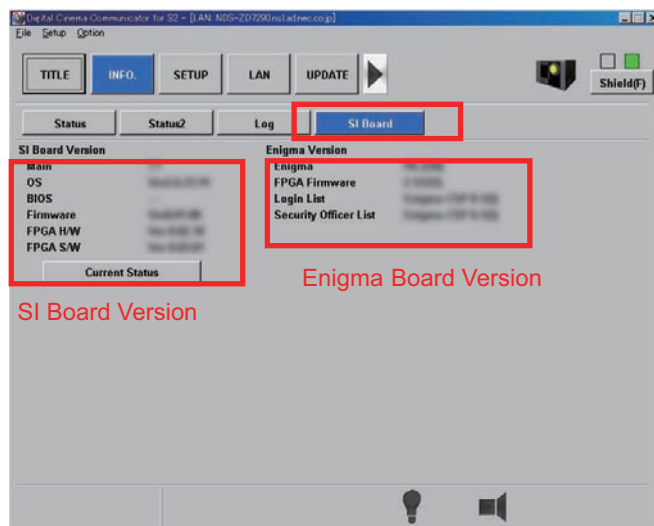 Digital Cinema Communicator for S2 - [LAN: NDS-Z07290.nsl.adnec.co.jp]
File Setup Option
TITLE INFO. SETUP LAN UPDATE Shield(F)
Status Status2 Log SI Board
SI Board Version Enigma Version
Main Enigma
OS FPGA Firmware
BIOS Login List
Firmware Security Officer List
FPGA H/W
FPGA S/W
Current Status
Enigma Board Version
SI Board Version